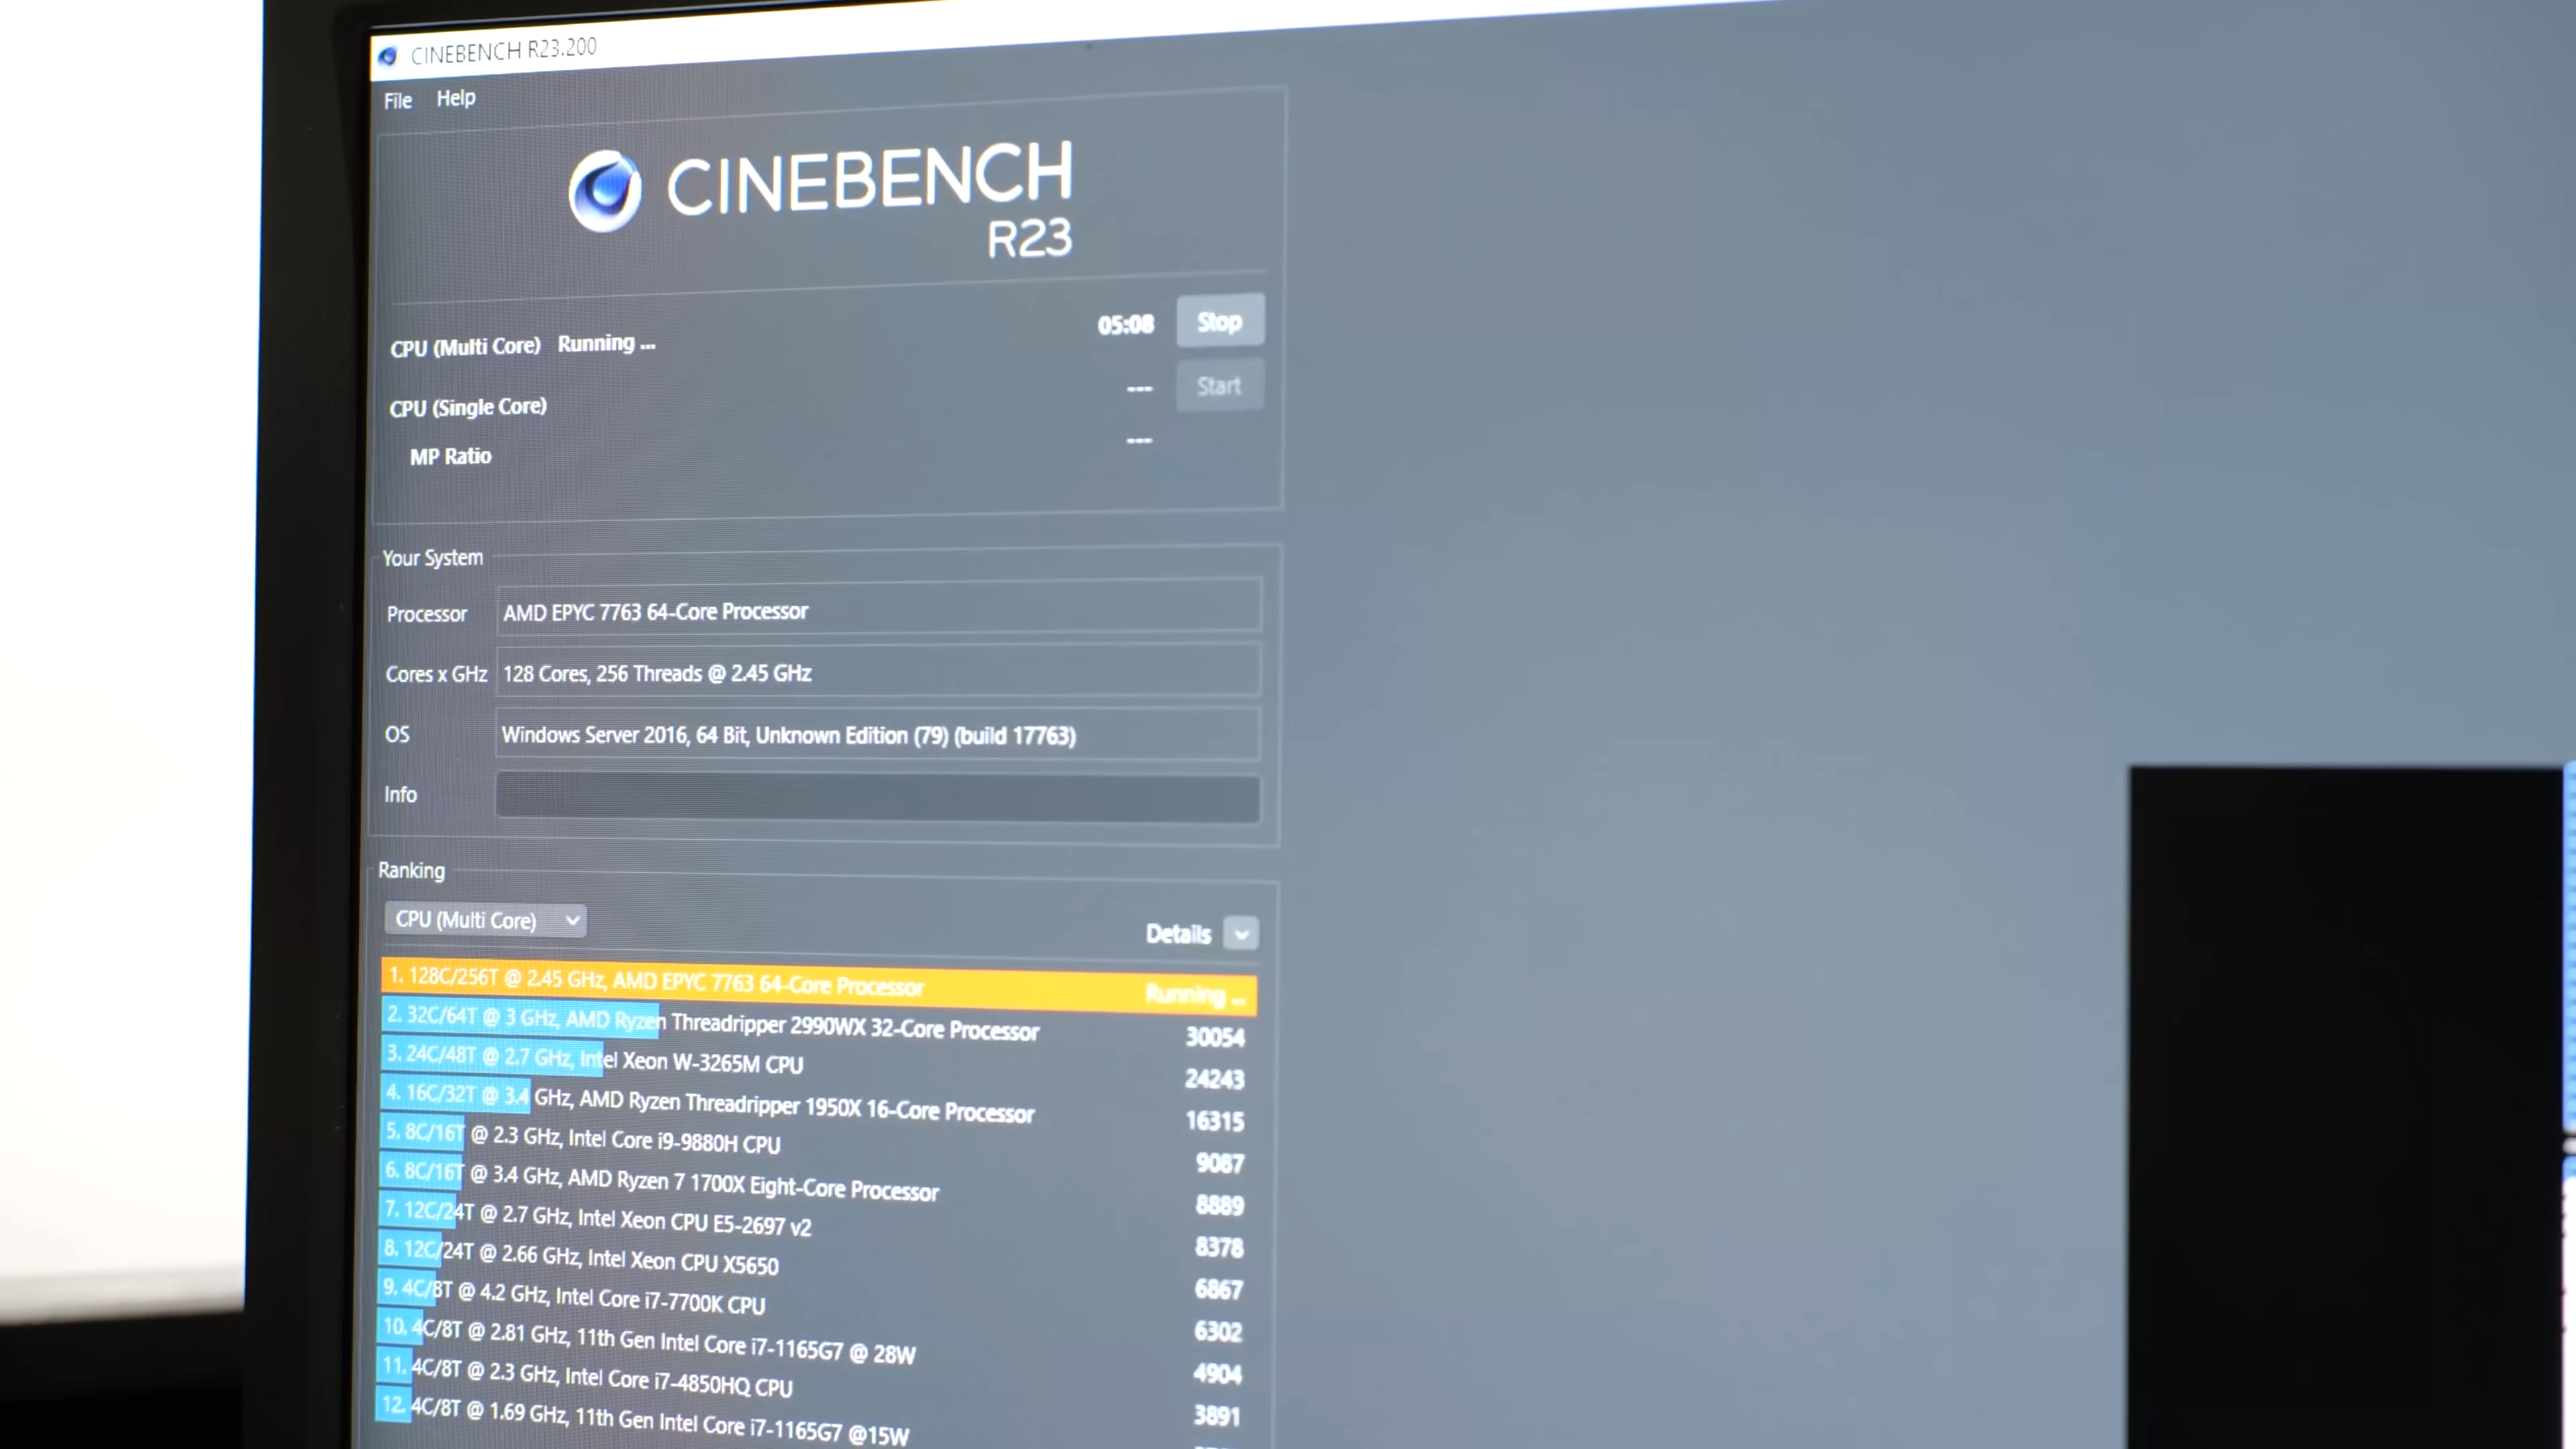 CINEBENCH R23.200
File Help
CINEBENCH
R23
CPU (Multi Core) Running ... 05:08 Stop
CPU (Single Core) --- Start
MP Ratio ---
Your System
Processor AMD EPYC 7763 64-Core Processor
Cores x GHz 128 Cores, 256 Threads @ 2.45 GHz
OS Windows Server 2016, 64 Bit, Unknown Edition (79) (build 17763)
Info
Ranking
CPU (Multi Core) Details
1. 128C/256T @ 2.45 GHz, AMD EPYC 7763 64-Core Processor Running ...
2. 32C/64T @ 3 GHz, AMD Ryzen Threadripper 2990WX 32-Core Processor 30054
3. 24C/48T @ 2.7 GHz, Intel Xeon W-3265M CPU 24243
4. 16C/32T @ 3.4 GHz, AMD Ryzen Threadripper 1950X 16-Core Processor 16315
5. 8C/16T @ 2.3 GHz, Intel Core i9-9880H CPU 9087
6. 8C/16T @ 3.4 GHz, AMD Ryzen 7 1700X Eight-Core Processor 8889
7. 12C/24T @ 2.7 GHz, Intel Xeon CPU E5-2697 v2 8378
8. 12C/24T @ 2.66 GHz, Intel Xeon CPU X5650 6867
9. 4C/8T @ 4.2 GHz, Intel Core i7-7700K CPU 6302
10. 4C/8T @ 2.81 GHz, 11th Gen Intel Core i7-1165G7 @ 28W 4904
11. 4C/8T @ 2.3 GHz, Intel Core i7-4850HQ CPU 3891
12. 4C/8T @ 1.69 GHz, 11th Gen Intel Core i7-1165G7 @15W